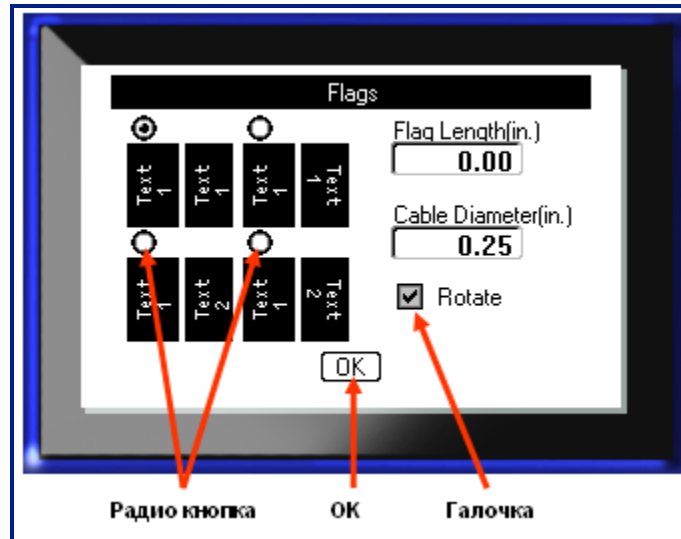 Flags
Flag Length(in.)
0.00
Text 1 Text 1 Text 1 Text 1
Cable Diameter(in.)
0.25
Text 1 Text 2 Text 1 Text 2
Rotate
OK
Радио кнопка OK Галочка